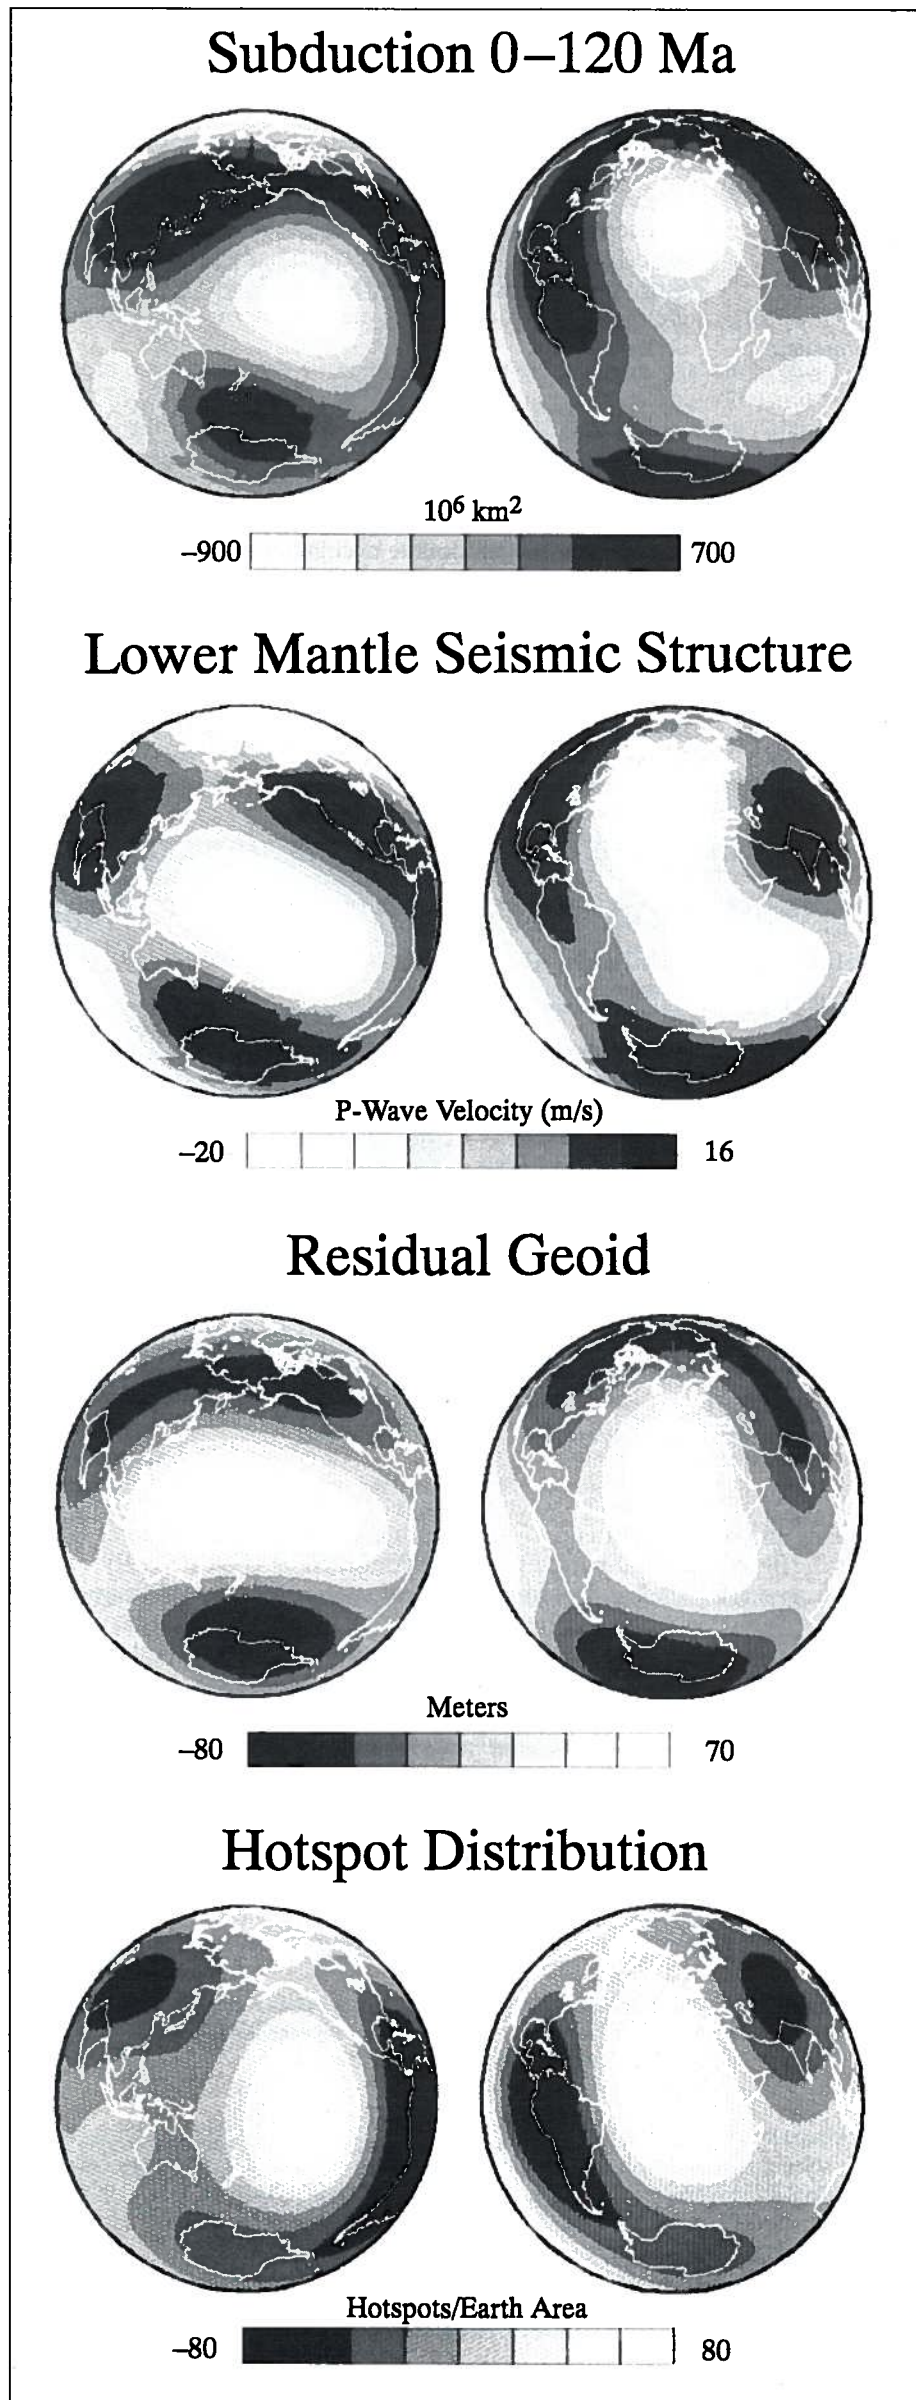 Subduction 0–120 Ma
10⁶ km²
–900 700
Lower Mantle Seismic Structure
P-Wave Velocity (m/s)
–20 16
Residual Geoid
Meters
–80 70
Hotspot Distribution
Hotspots/Earth Area
–80 80